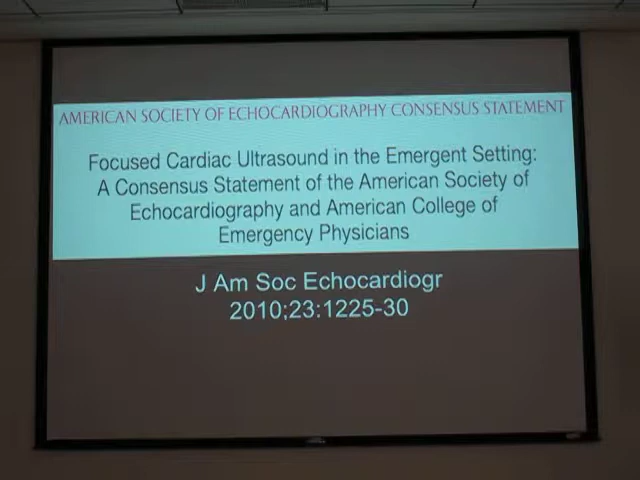 AMERICAN SOCIETY OF ECHOCARDIOGRAPHY CONSENSUS STATEMENT
Focused Cardiac Ultrasound in the Emergent Setting:
A Consensus Statement of the American Society of
Echocardiography and American College of
Emergency Physicians
J Am Soc Echocardiogr
2010;23:1225-30